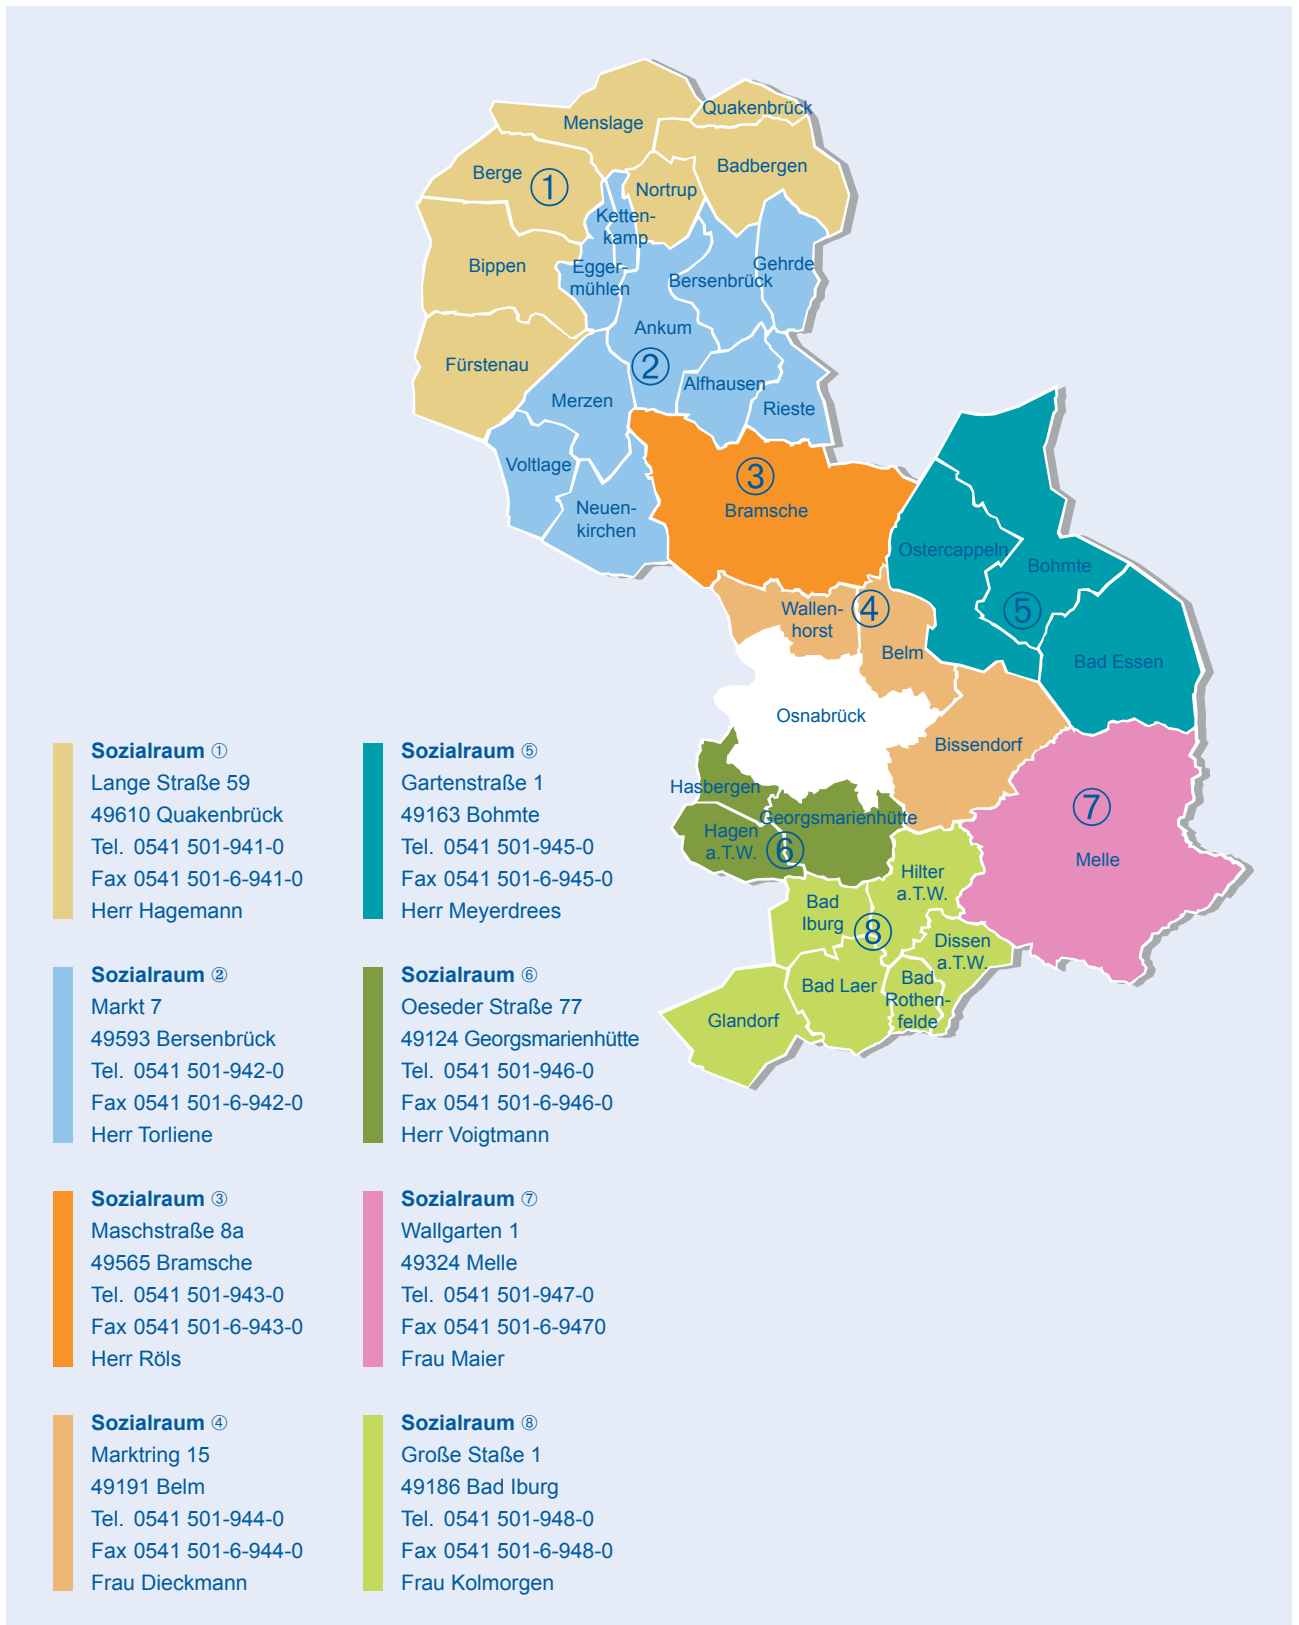 Quakenbrück
Menslage
Badbergen
Berge
①
Nortrup
Ketten-
kamp
Bippen
Egger-
mühlen
Bersenbrück
Gehrde
Ankum
Fürstenau
②
Alfhausen
Merzen
Rieste
Voltlage
③
Neuen-
kirchen
Bramsche
Ostercappeln
Bohmte
Wallen-
horst
④
⑤
Belm
Bad Essen
Osnabrück
Bissendorf
Hasbergen
⑦
Georgsmarienhütte
Hagen
a.T.W.
⑥
Melle
Hilter
a.T.W.
Bad
Iburg
⑧
Dissen
a.T.W.
Bad Laer
Bad
Rothen-
felde
Glandorf
Sozialraum ①
Lange Straße 59
49610 Quakenbrück
Tel. 0541 501-941-0
Fax 0541 501-6-941-0
Herr Hagemann
Sozialraum ②
Markt 7
49593 Bersenbrück
Tel. 0541 501-942-0
Fax 0541 501-6-942-0
Herr Torliene
Sozialraum ③
Maschstraße 8a
49565 Bramsche
Tel. 0541 501-943-0
Fax 0541 501-6-943-0
Herr Röls
Sozialraum ④
Marktring 15
49191 Belm
Tel. 0541 501-944-0
Fax 0541 501-6-944-0
Frau Dieckmann
Sozialraum ⑤
Gartenstraße 1
49163 Bohmte
Tel. 0541 501-945-0
Fax 0541 501-6-945-0
Herr Meyerdrees
Sozialraum ⑥
Oeseder Straße 77
49124 Georgsmarienhütte
Tel. 0541 501-946-0
Fax 0541 501-6-946-0
Herr Voigtmann
Sozialraum ⑦
Wallgarten 1
49324 Melle
Tel. 0541 501-947-0
Fax 0541 501-6-9470
Frau Maier
Sozialraum ⑧
Große Staße 1
49186 Bad Iburg
Tel. 0541 501-948-0
Fax 0541 501-6-948-0
Frau Kolmorgen